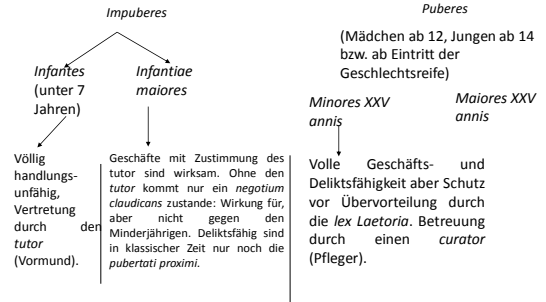 Impuberes
Puberes
(Mädchen ab 12, Jungen ab 14
bzw. ab Eintritt der
Geschlechtsreife)
Infantes
(unter 7
Jahren)
Infantiae
maiores
Minores XXV
annis
Maiores XXV
annis
Völlig
handlungs-
unfähig,
Vertretung
durch den
tutor
(Vormund).
Geschäfte mit Zustimmung des
tutor sind wirksam. Ohne den
tutor kommt nur ein negotium
claudicans zustande: Wirkung für,
aber nicht gegen den
Minderjährigen. Deliktsfähig sind
in klassischer Zeit nur noch die
pubertati proximi.
Volle Geschäfts- und
Deliktsfähigkeit aber Schutz
vor Übervorteilung durch
die lex Laetoria. Betreuung
durch einen curator
(Pfleger).